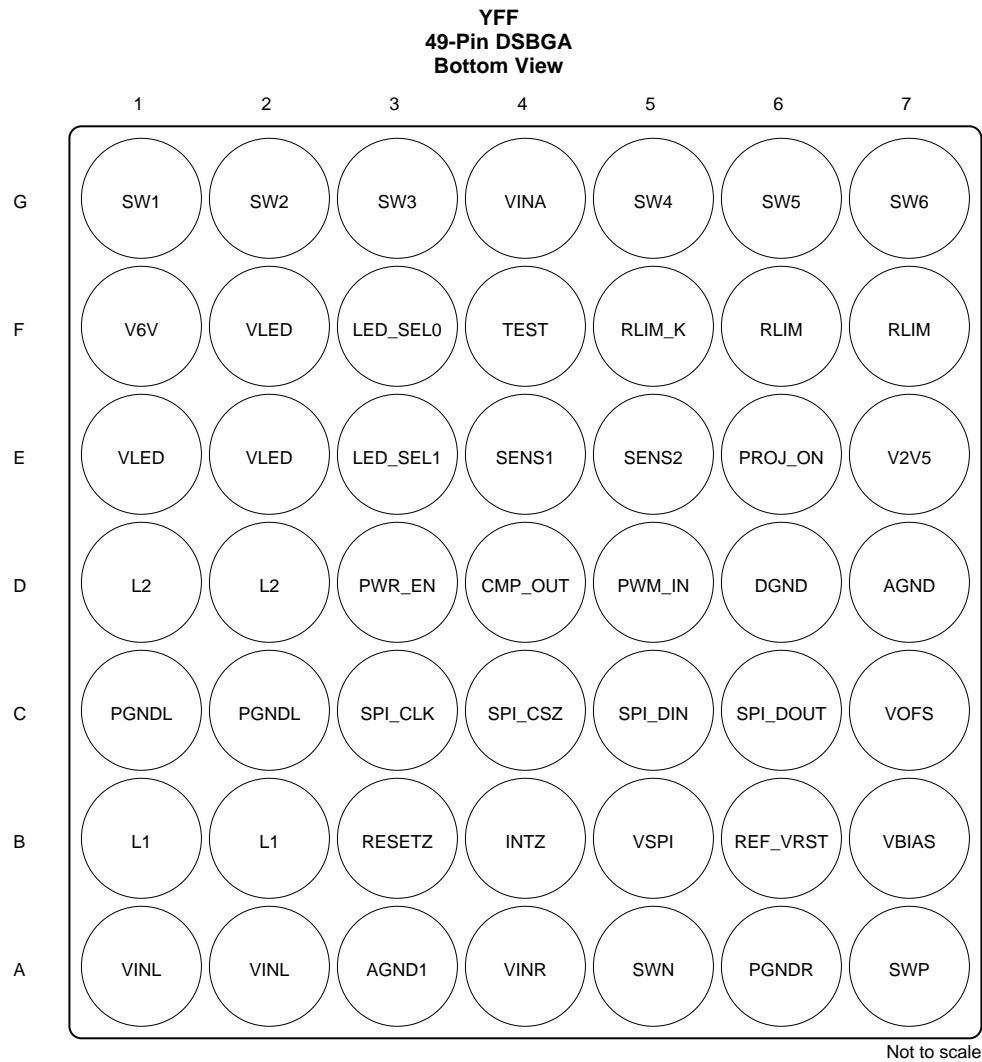 YFF
49-Pin DSBGA
Bottom View
1 2 3 4 5 6 7
G SW1 SW2 SW3 VINA SW4 SW5 SW6
F V6V VLED LED_SEL0 TEST RLIM_K RLIM RLIM
E VLED VLED LED_SEL1 SENS1 SENS2 PROJ_ON V2V5
D L2 L2 PWR_EN CMP_OUT PWM_IN DGND AGND
C PGNDL PGNDL SPI_CLK SPI_CSZ SPI_DIN SPI_DOUT VOFS
B L1 L1 RESETZ INTZ VSPI REF_VRST VBIAS
A VINL VINL AGND1 VINR SWN PGNDR SWP
Not to scale